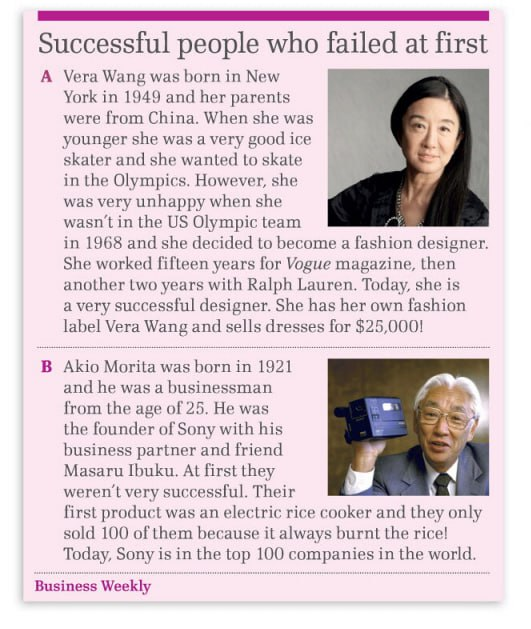 Successful people who failed at first
A Vera Wang was born in New
York in 1949 and her parents
were from China. When she was
younger she was a very good ice
skater and she wanted to skate
in the Olympics. However, she
was very unhappy when she
wasn't in the US Olympic team
in 1968 and she decided to become a fashion designer.
She worked fifteen years for Vogue magazine, then
another two years with Ralph Lauren. Today, she is
a very successful designer. She has her own fashion
label Vera Wang and sells dresses for $25,000!
B Akio Morita was born in 1921
and he was a businessman
from the age of 25. He was
the founder of Sony with his
business partner and friend
Masaru Ibuku. At first they
weren't very successful. Their
first product was an electric rice cooker and they only
sold 100 of them because it always burnt the rice!
Today, Sony is in the top 100 companies in the world.
Business Weekly